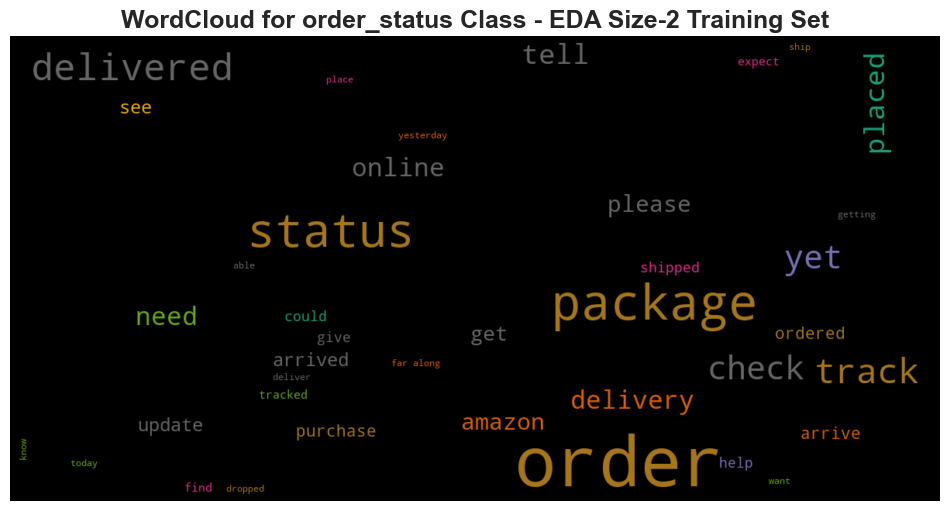 WordCloud for order_status Class - EDA Size-2 Training Set
ship
tell
expect
delivered
placed
place
see
yesterday
online
please
getting
status
yet
able
shipped
package
need
could
give
get
ordered
arrived
far along
check
track
deliver
tracked
delivery
update
purchase
amazon
arrive
order
know
today
help
want
find
dropped